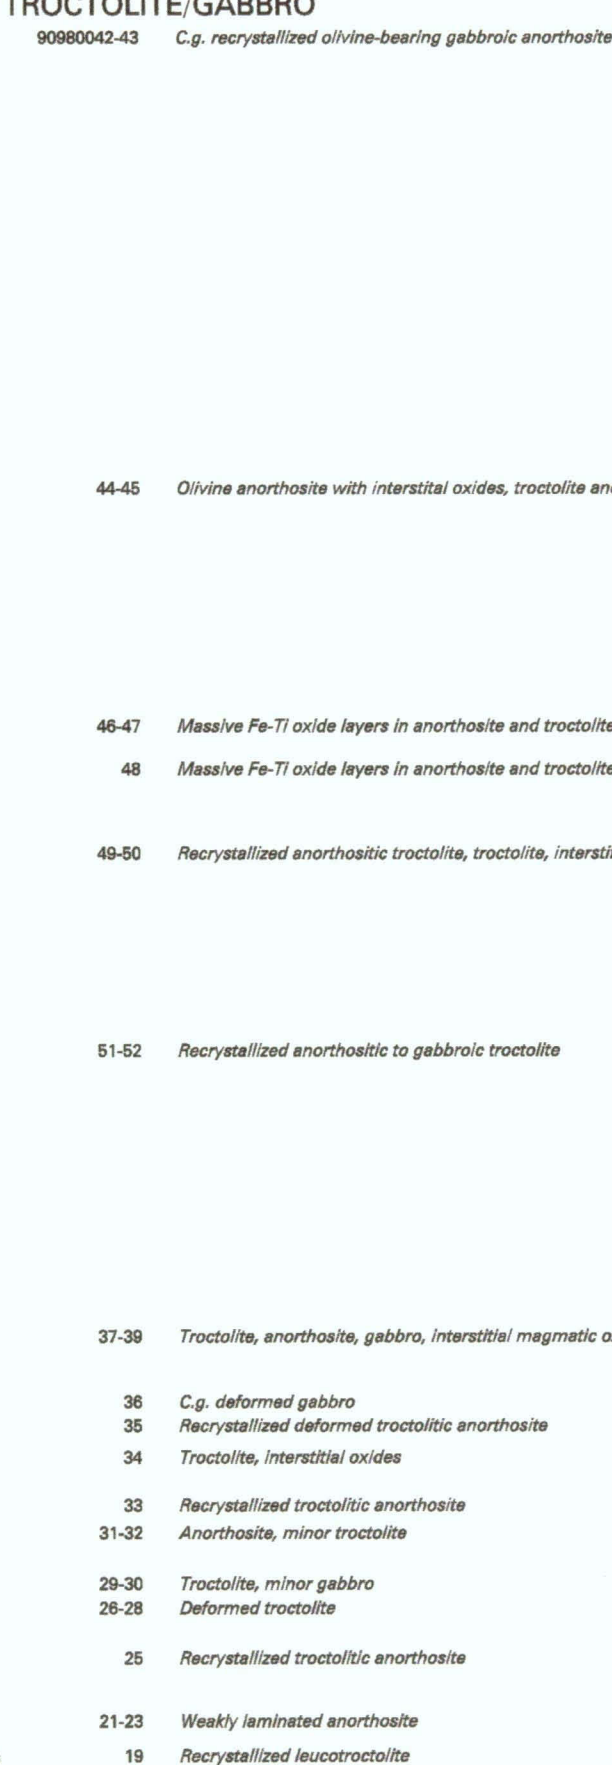 TROCTOLITE/GABBRO
90980042-43 C.g. recrystallized olivine-bearing gabbroic anorthosite
44-45 Olivine anorthosite with interstital oxides, troctolite
46-47 Massive Fe-Ti oxide layers in anorthosite and troctolite
48 Massive Fe-Ti oxide layers in anorthosite and troctolite
49-50 Recrystallized anorthositic troctolite, troctolite,
51-52 Recrystallized anorthositic to gabbroic troctolite
37-39 Troctolite, anorthosite, gabbro, interstitial magmatic
36 C.g. deformed gabbro
35 Recrystallized deformed troctolitic anorthosite
34 Troctolite, interstitial oxides
33 Recrystallized troctolitic anorthosite
31-32 Anorthosite, minor troctolite
29-30 Troctolite, minor gabbro
26-28 Deformed troctolite
25 Recrystallized troctolitic anorthosite
21-23 Weakly laminated anorthosite
19 Recrystallized leucotroctolite